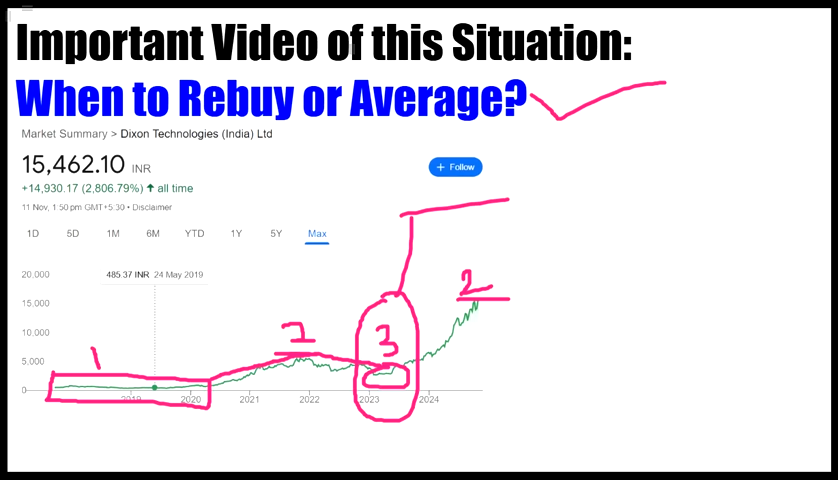 Important Video of this Situation:
When to Rebuy or Average?
Market Summary > Dixon Technologies (India) Ltd
15,462.10 INR
+ Follow
+14,930.17 (2,806.79%) ↑ all time
11 Nov, 1:50 pm GMT+5:30 • Disclaimer
1D 5D 1M 6M YTD 1Y 5Y Max
485.37 INR 24 May 2019
20,000
15,000
10,000
5,000
0
1
2
3
2019 2020 2021 2022 2023 2024